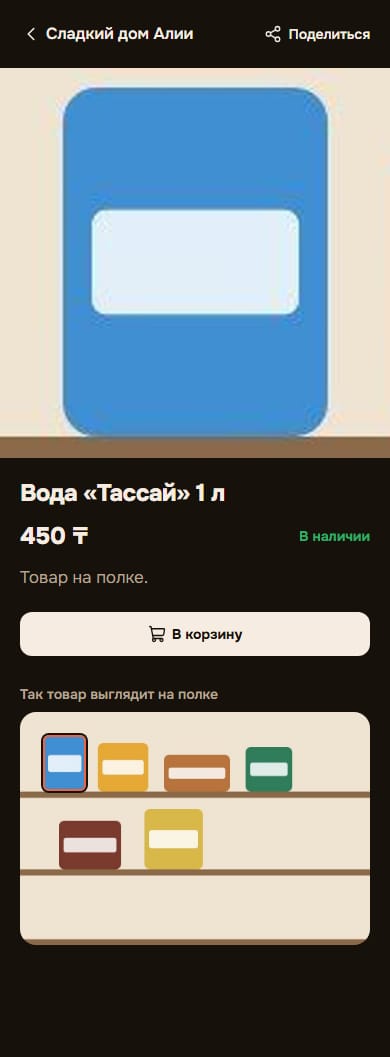 Сладкий дом Алии
Поделиться
Вода «Тассай» 1 л
450 ₸
В наличии
Товар на полке.
В корзину
Так товар выглядит на полке